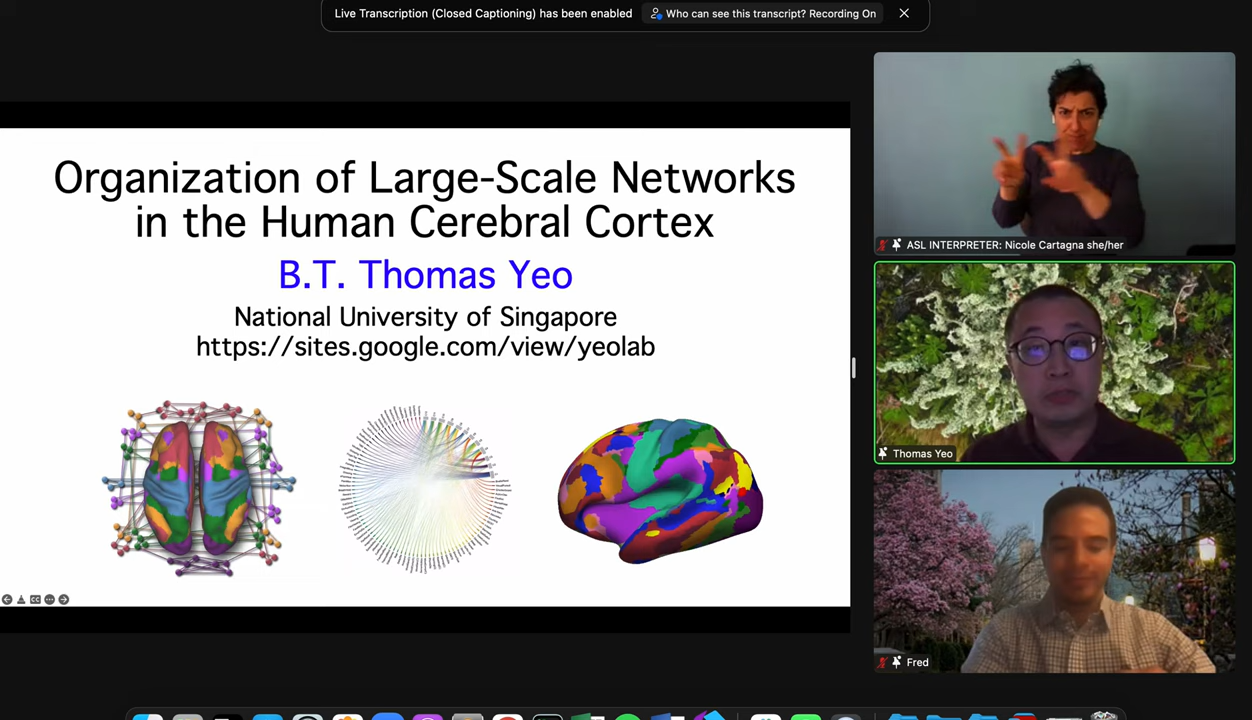 Live Transcription (Closed Captioning) has been enabled
Who can see this transcript? Recording On
Organization of Large-Scale Networks
in the Human Cerebral Cortex
B.T. Thomas Yeo
National University of Singapore
https://sites.google.com/view/yeolab
ASL INTERPRETER: Nicole Cartagna she/her
Thomas Yeo
Fred